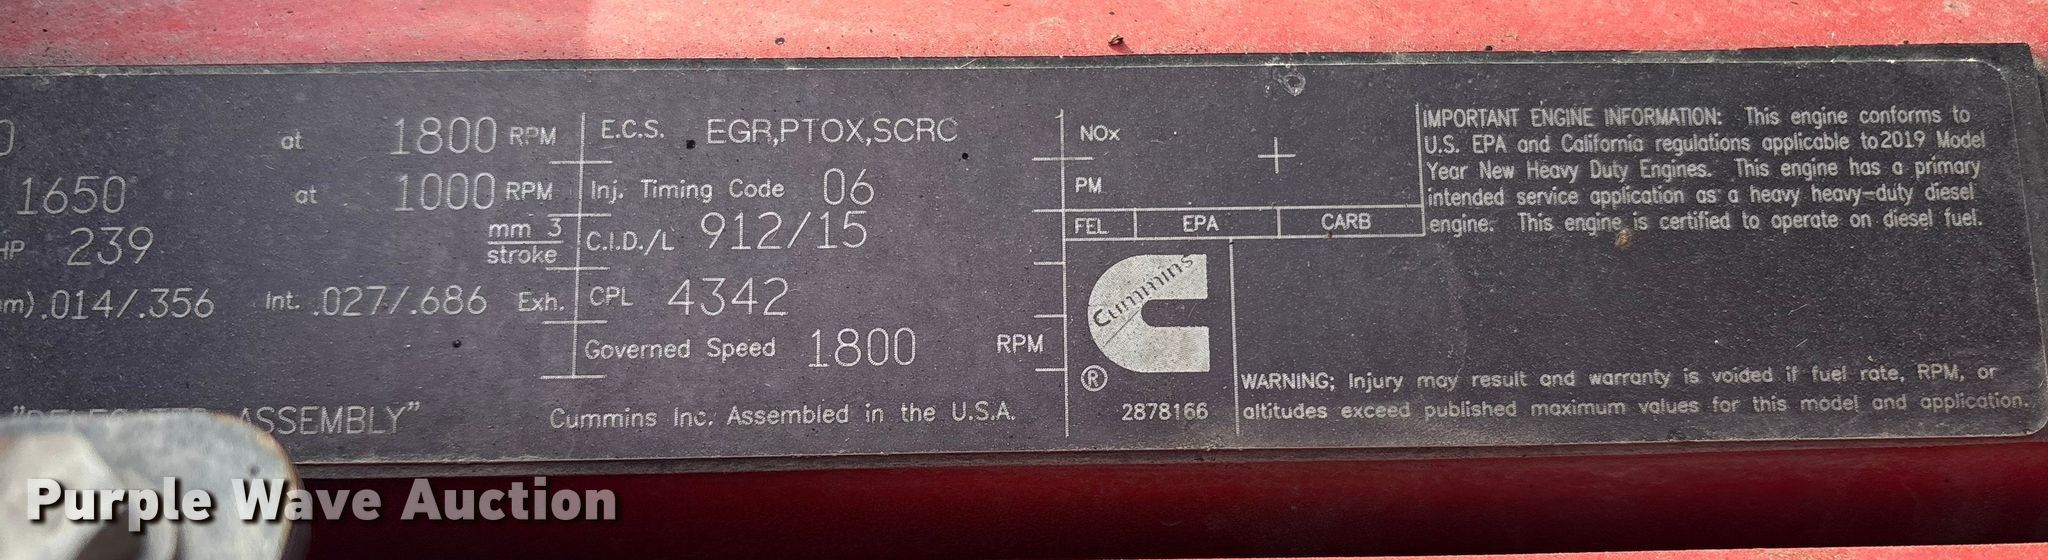 0 at 1800 RPM
1650 at 1000 RPM
HP 239 mm 3
stroke
m).014/.356 Int. .027/.686 Exh.
ASSEMBLY"
E.C.S. EGR,PTOX,SCRC
Inj. Timing Code 06
C.I.D./L 912/15
CPL 4342
Governed Speed 1800 RPM
Cummins Inc. Assembled in the U.S.A.
NOx +
PM
FEL EPA CARB
Cummins
®
2878166
IMPORTANT ENGINE INFORMATION: This engine conforms to
U.S. EPA and California regulations applicable to2019 Model
Year New Heavy Duty Engines. This engine has a primary
intended service application as a heavy heavy-duty diesel
engine. This engine is certified to operate on diesel fuel.
WARNING; Injury may result and warranty is voided if fuel rate, RPM, or
altitudes exceed published maximum values for this model and application.
Purple Wave Auction